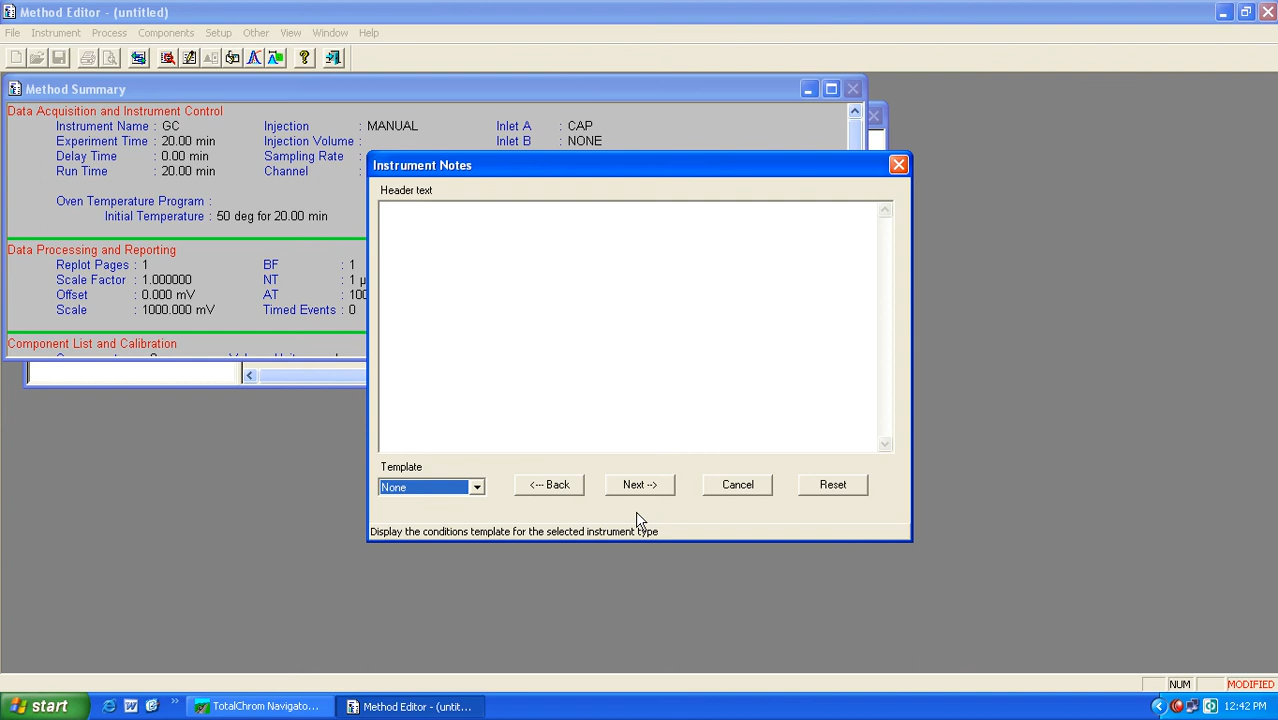 Method Editor - (untitled)
File Instrument Process Components Setup Other View Window Help
Method Summary
Data Acquisition and Instrument Control
Instrument Name : GC Injection : MANUAL Inlet A : CAP
Experiment Time : 20.00 min Injection Volume : Inlet B : NONE
Delay Time : 0.00 min Sampling Rate :
Run Time : 20.00 min Channel :
Oven Temperature Program :
Initial Temperature : 50 deg for 20.00 min
Data Processing and Reporting
Replot Pages : 1 BF : 1
Scale Factor : 1.000000 NT : 1
Offset : 0.000 mV AT : 100
Scale : 1000.000 mV Timed Events : 0
Component List and Calibration
Instrument Notes
Header text
Template
None <--- Back Next --> Cancel Reset
Display the conditions template for the selected instrument type
NUM MODIFIED
start TotalChrom Navigato... Method Editor - (untit... 12:42 PM